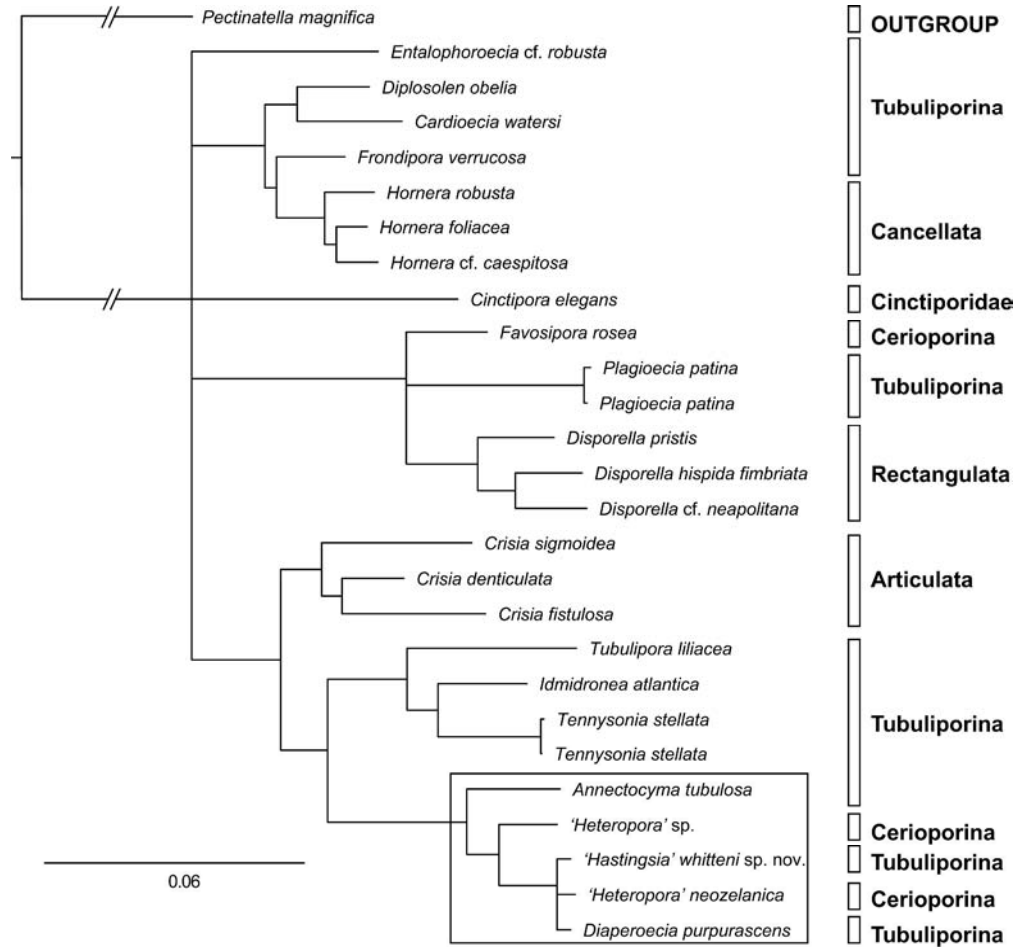 Pectinatella magnifica
OUTGROUP
Entalophoroecia cf. robusta
Diplosolen obelia
Tubuliporina
Cardioecia watersi
Frondipora verrucosa
Hornera robusta
Hornera foliacea
Cancellata
Hornera cf. caespitosa
Cinctipora elegans
Cinctiporidae
Favosipora rosea
Cerioporina
Plagioecia patina
Tubuliporina
Plagioecia patina
Disporella pristis
Disporella hispida fimbriata
Rectangulata
Disporella cf. neapolitana
Crisia sigmoidea
Crisia denticulata
Articulata
Crisia fistulosa
Tubulipora liliacea
Idmidronea atlantica
Tennysonia stellata
Tubuliporina
Tennysonia stellata
Annectocyma tubulosa
'Heteropora' sp.
Cerioporina
'Hastingsia' whitteni sp. nov.
Tubuliporina
'Heteropora' neozelanica
Cerioporina
Diaperoecia purpurascens
Tubuliporina
0.06